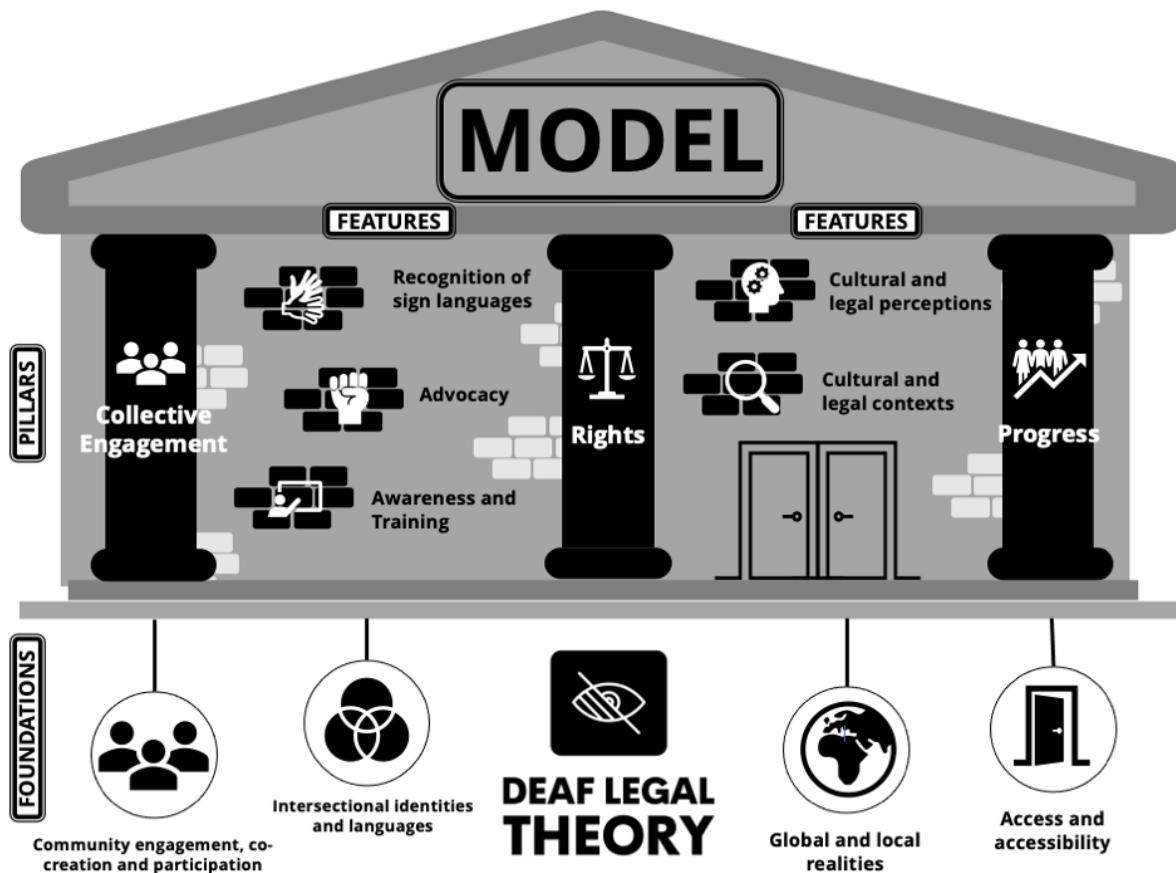 MODEL
FEATURES
FEATURES
PILLARS
Collective
Engagement
Recognition of
sign languages
Advocacy
Awareness and
Training
Rights
Cultural and
legal perceptions
Cultural and
legal contexts
Progress
FOUNDATIONS
Community engagement, co-
creation and participation
Intersectional identities
and languages
DEAF LEGAL
THEORY
Global and local
realities
Access and
accessibility